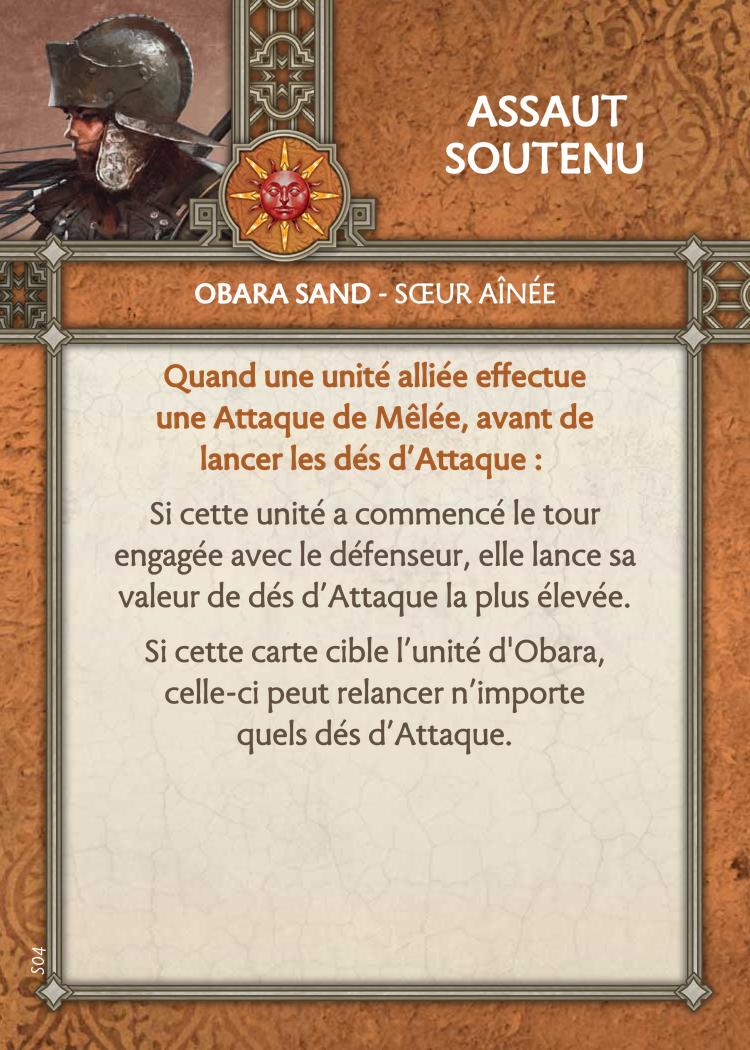 ASSAUT
SOUTENU
OBARA SAND - SŒUR AÎNÉE
Quand une unité alliée effectue
une Attaque de Mêlée, avant de
lancer les dés d’Attaque :
Si cette unité a commencé le tour
engagée avec le défenseur, elle lance sa
valeur de dés d’Attaque la plus élevée.
Si cette carte cible l’unité d'Obara,
celle-ci peut relancer n’importe
quels dés d’Attaque.
S04